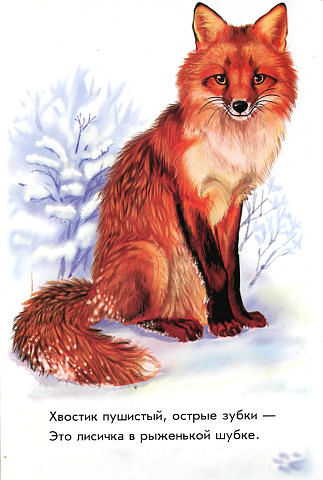 Хвостик пушистый, острые зубки —
Это лисичка в рыженькой шубке.